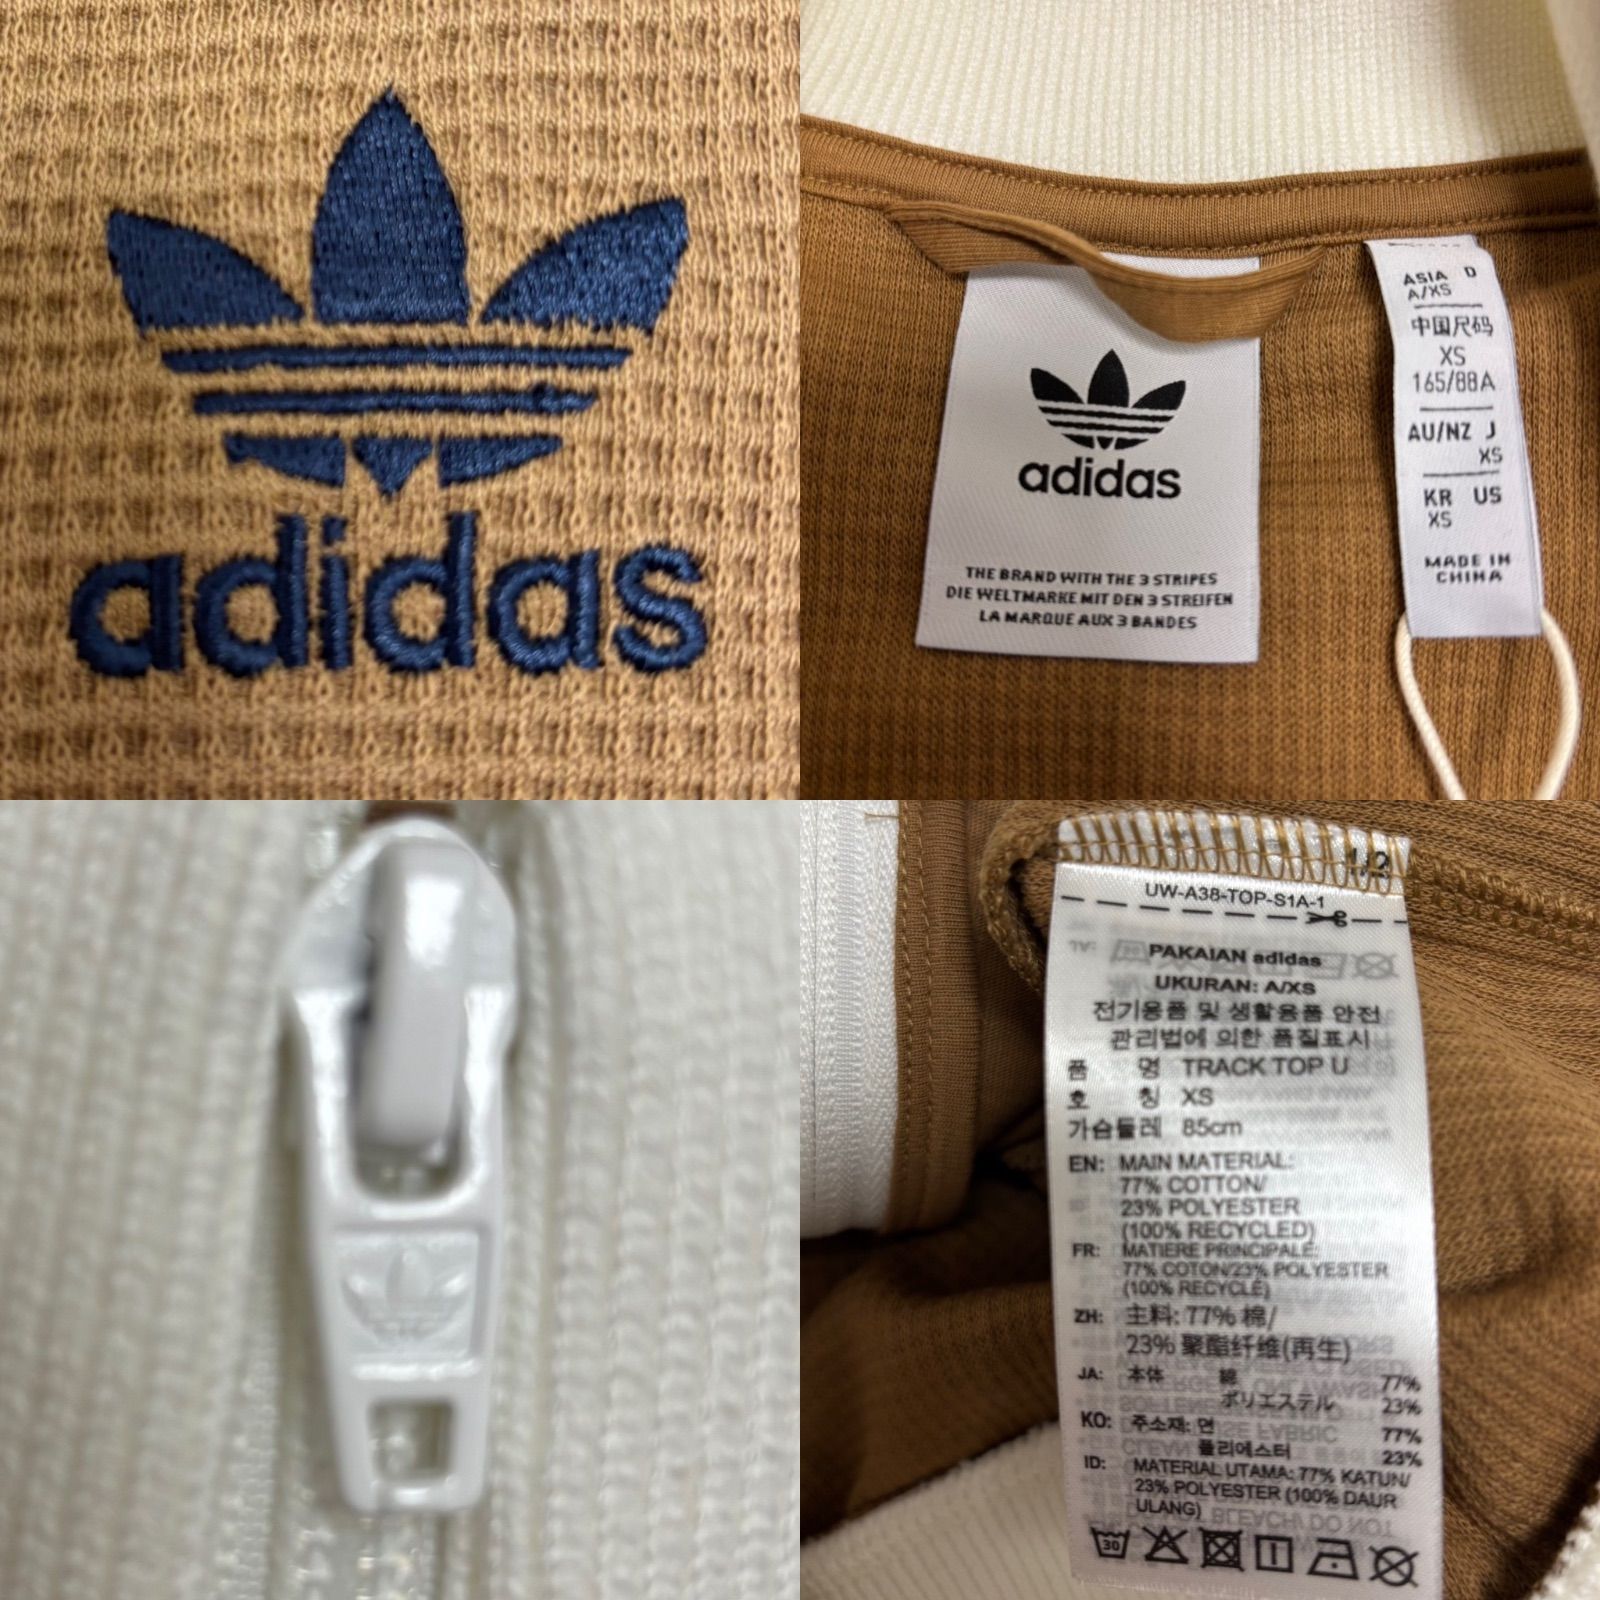 adidas
adidas
THE BRAND WITH THE 3 STRIPES
DIE WELTMARKE MIT DEN 3 STREIFEN
LA MARQUE AUX 3 BANDES
ASIA D
A/XS
中国尺码
XS
165/88A
AU/NZ J
XS
KR US
XS
MADE IN
CHINA
1/2
UW-A38-TOP-S1A-1
PAKAIAN adidas
UKURAN: A/XS
전기용품 및 생활용품 안전
관리법에 의한 품질표시
품 명 TRACK TOP U
호 칭 XS
가슴둘레 85cm
EN: MAIN MATERIAL:
77% COTTON/
23% POLYESTER
(100% RECYCLED)
FR: MATIERE PRINCIPALE:
77% COTON/23% POLYESTER
(100% RECYCLÉ)
ZH: 主料: 77% 棉/
23% 聚酯纤维(再生)
JA: 本体 綿 77%
ポリエステル 23%
KO: 주소재: 면 77%
폴리에스터 23%
ID: MATERIAL UTAMA: 77% KATUN/
23% POLYESTER (100% DAUR
ULANG)
30